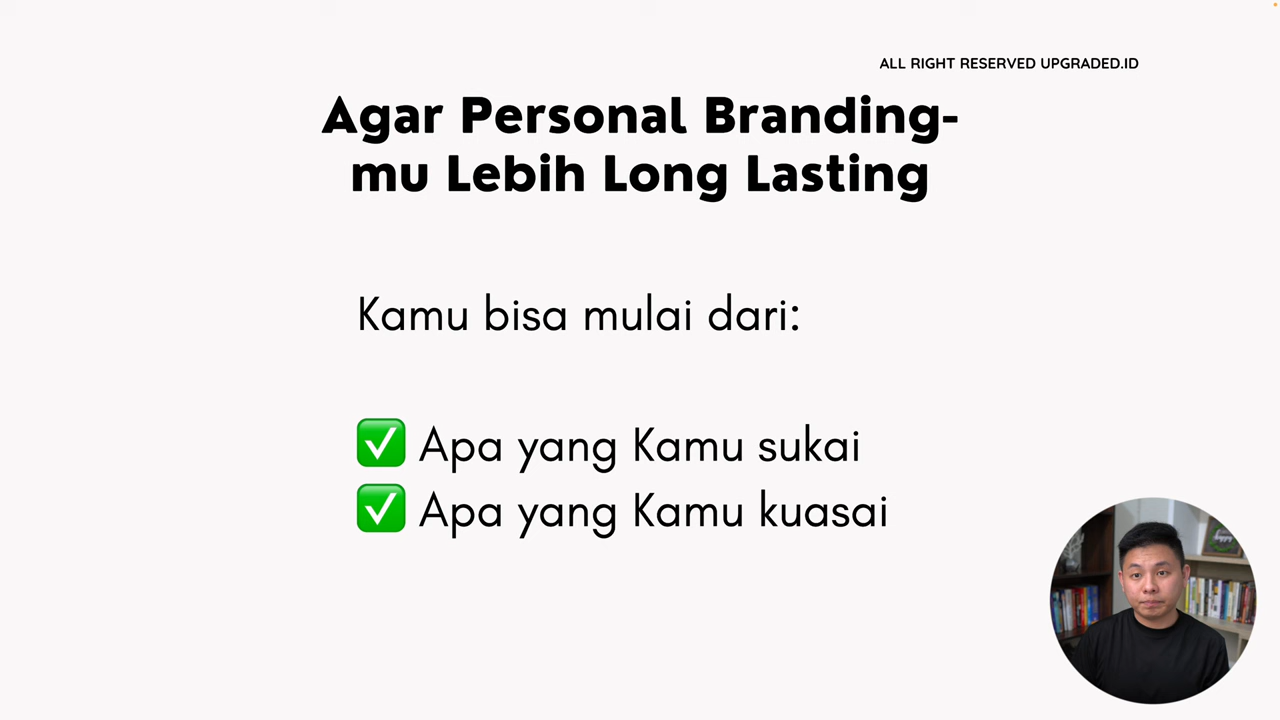 ALL RIGHT RESERVED UPGRADED.ID
Agar Personal Branding-
mu Lebih Long Lasting
Kamu bisa mulai dari:
✅ Apa yang Kamu sukai
✅ Apa yang Kamu kuasai